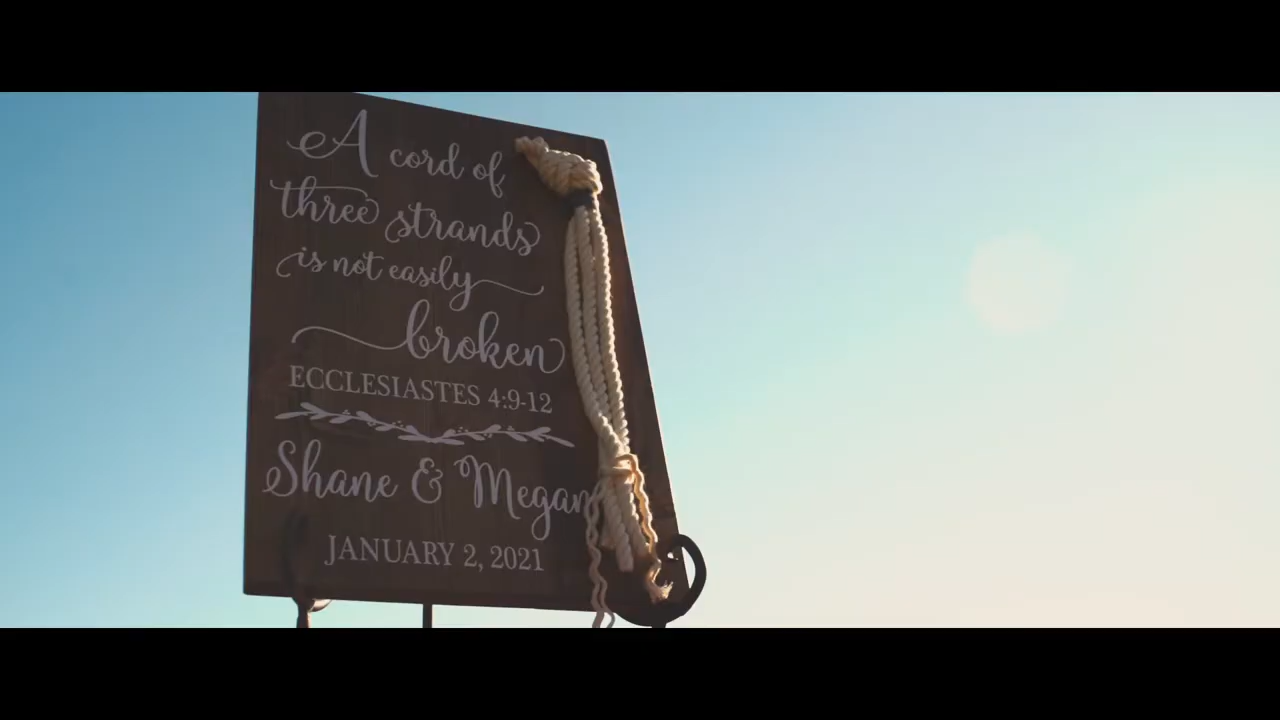 A cord of
three strands
is not easily
broken
ECCLESIASTES 4:9-12
Shane & Megan
JANUARY 2, 2021